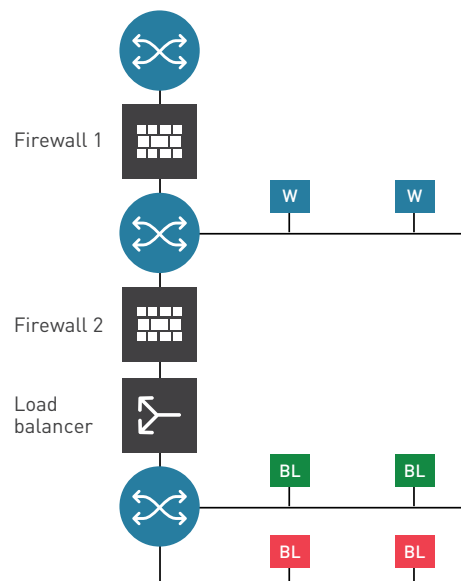 Firewall 1
W W
Firewall 2
Load
balancer
BL BL
BL BL